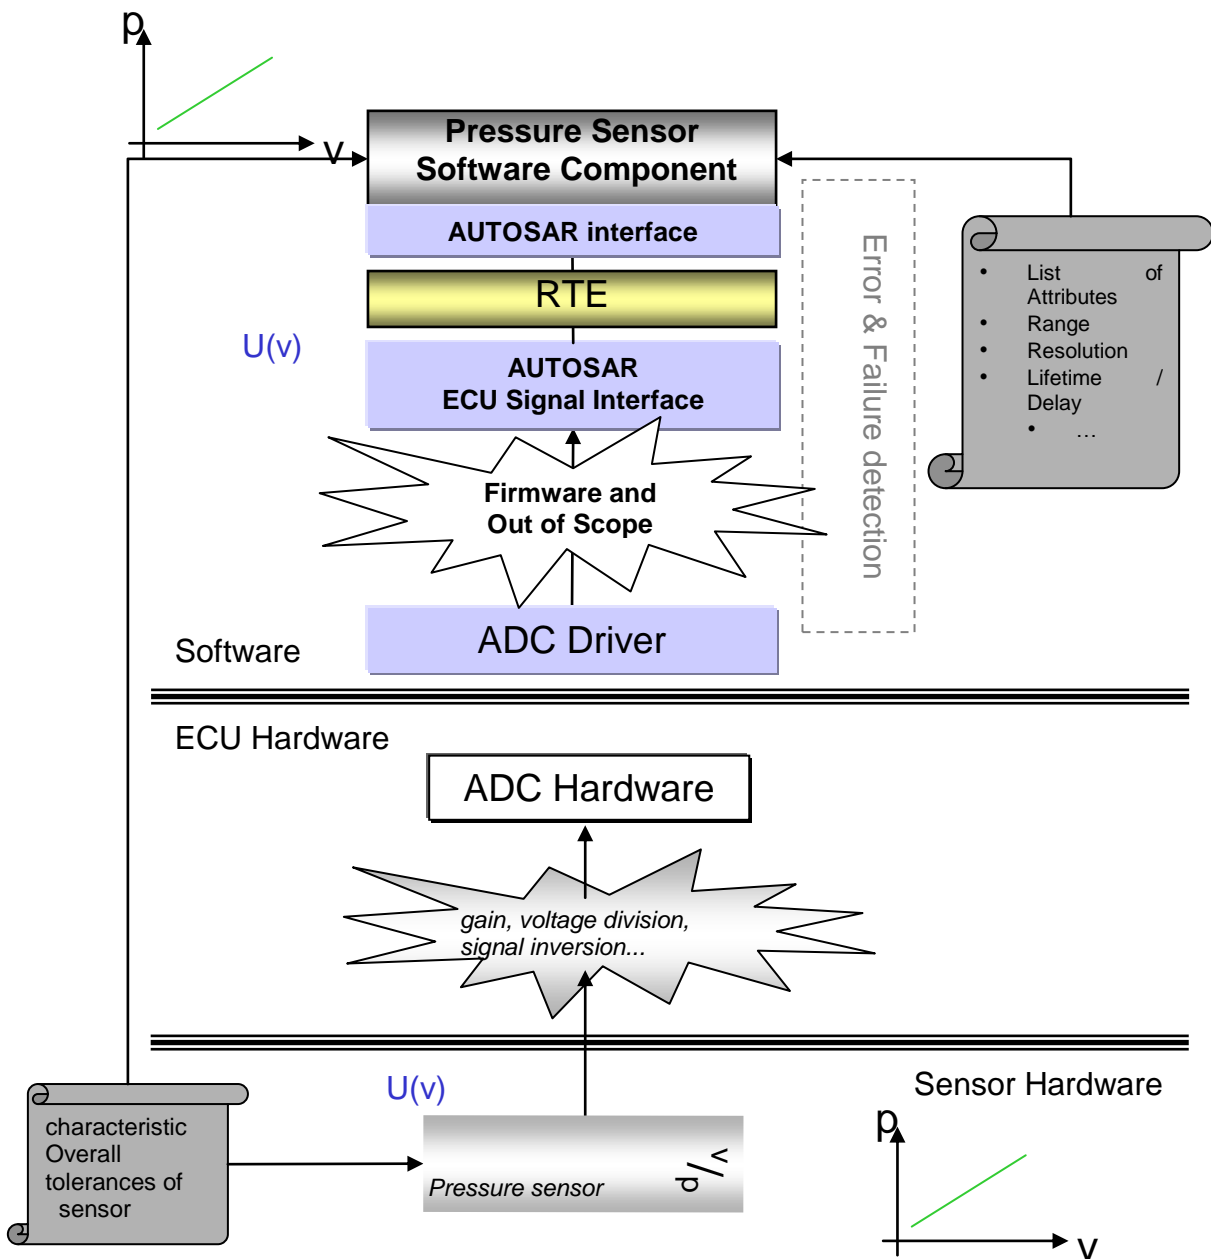 p
v
Pressure Sensor
Software Component
AUTOSAR interface
RTE
U(v)
AUTOSAR
ECU Signal Interface
Firmware and
Out of Scope
ADC Driver
Error & Failure detection
• List of
Attributes
• Range
• Resolution
• Lifetime /
Delay
• ...
Software
ECU Hardware
ADC Hardware
gain, voltage division,
signal inversion...
U(v)
Sensor Hardware
characteristic
Overall
tolerances of
sensor
Pressure sensor
v/p
p
v